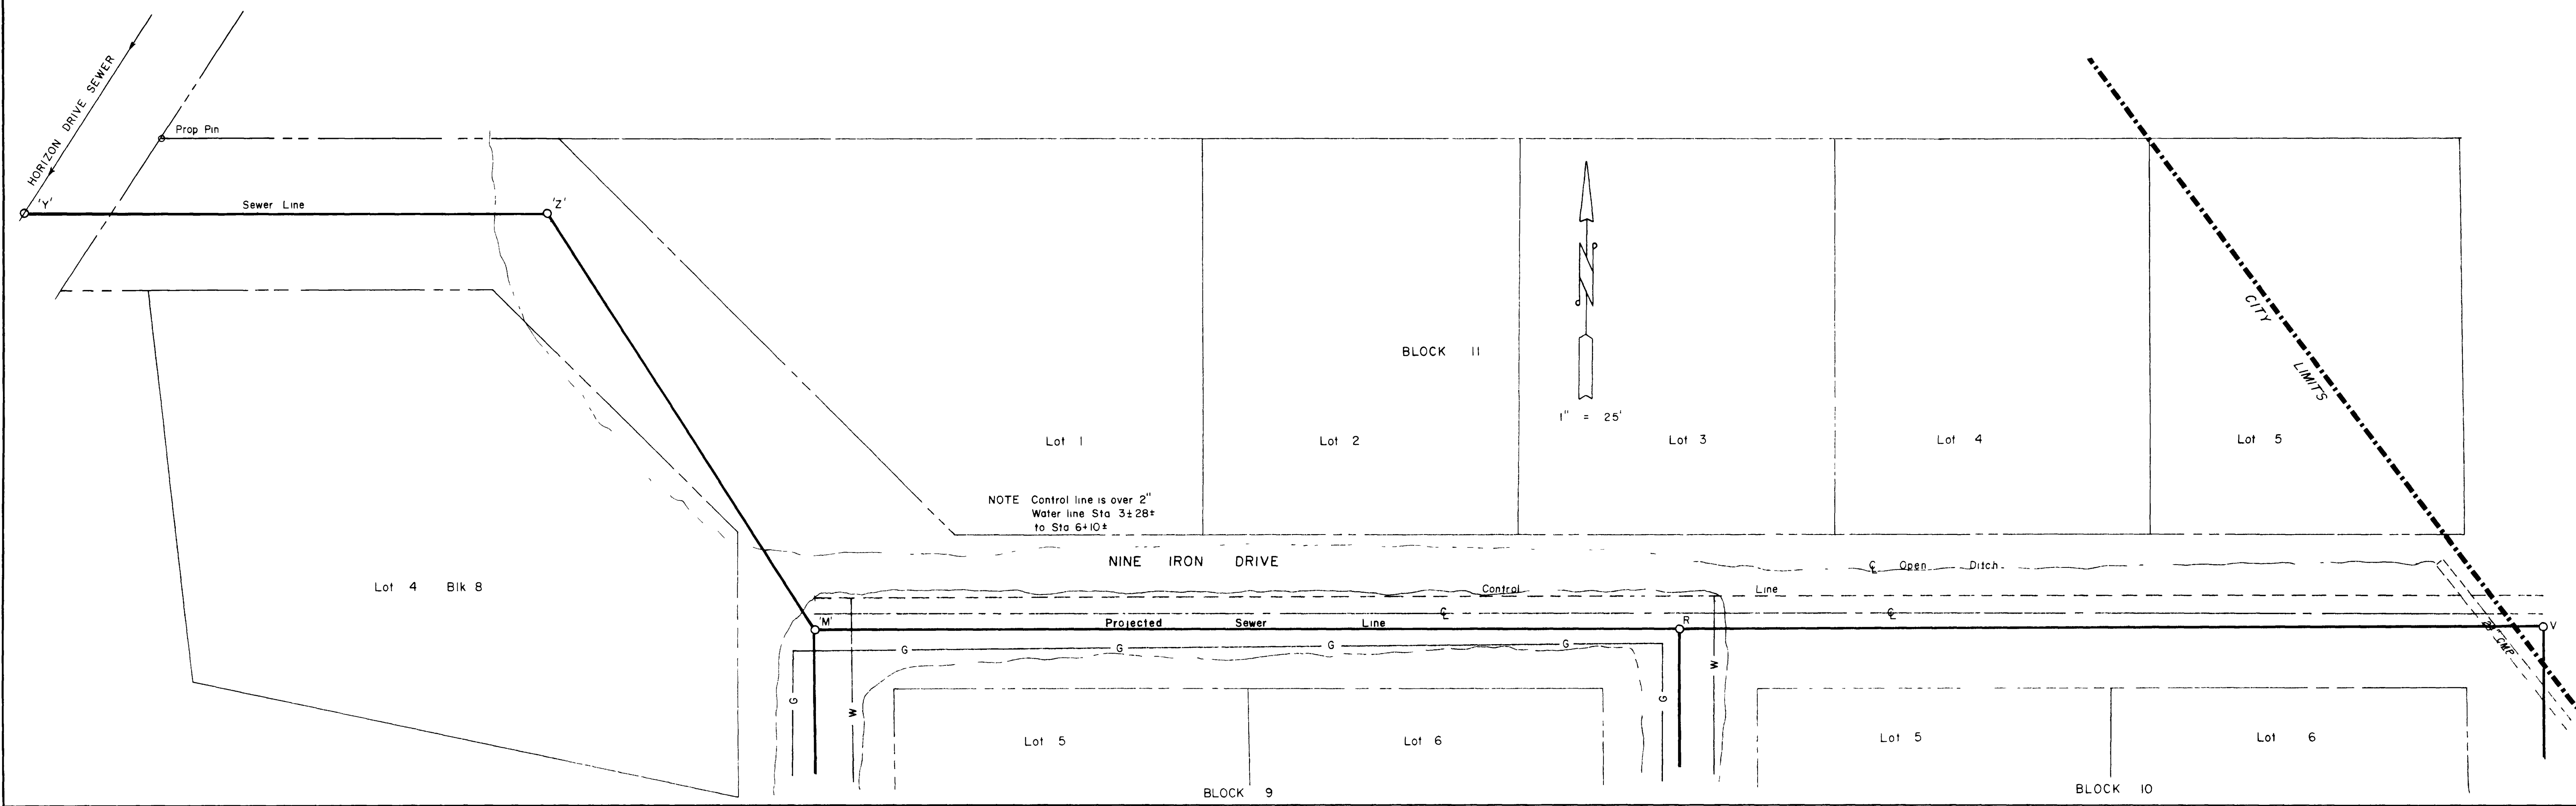 HORIZON DRIVE SEWER
Prop Pin
'Y'
Sewer Line
'Z'
N
CITY
LIMITS
BLOCK 11
1" = 25'
Lot 1
Lot 2
Lot 3
Lot 4
Lot 5
NOTE Control line is over 2"
Water line Sta 3±28±
to Sta 6+10±
NINE IRON DRIVE
℄ Open Ditch
Lot 4 Blk 8
Control Line
℄
℄
'M'
Projected Sewer Line
R
V
CMP
G G G G
G
W
G
W
Lot 5
Lot 6
Lot 5
Lot 6
BLOCK 9
BLOCK 10